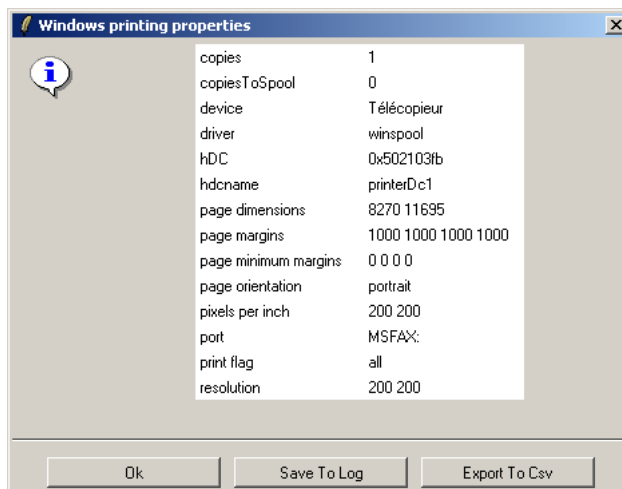 Windows printing properties
copies 1
copiesToSpool 0
device Télécopieur
driver winspool
hDC 0x502103fb
hdcname printerDc1
page dimensions 8270 11695
page margins 1000 1000 1000 1000
page minimum margins 0 0 0 0
page orientation portrait
pixels per inch 200 200
port MSFAX:
print flag all
resolution 200 200
Ok Save To Log Export To Csv